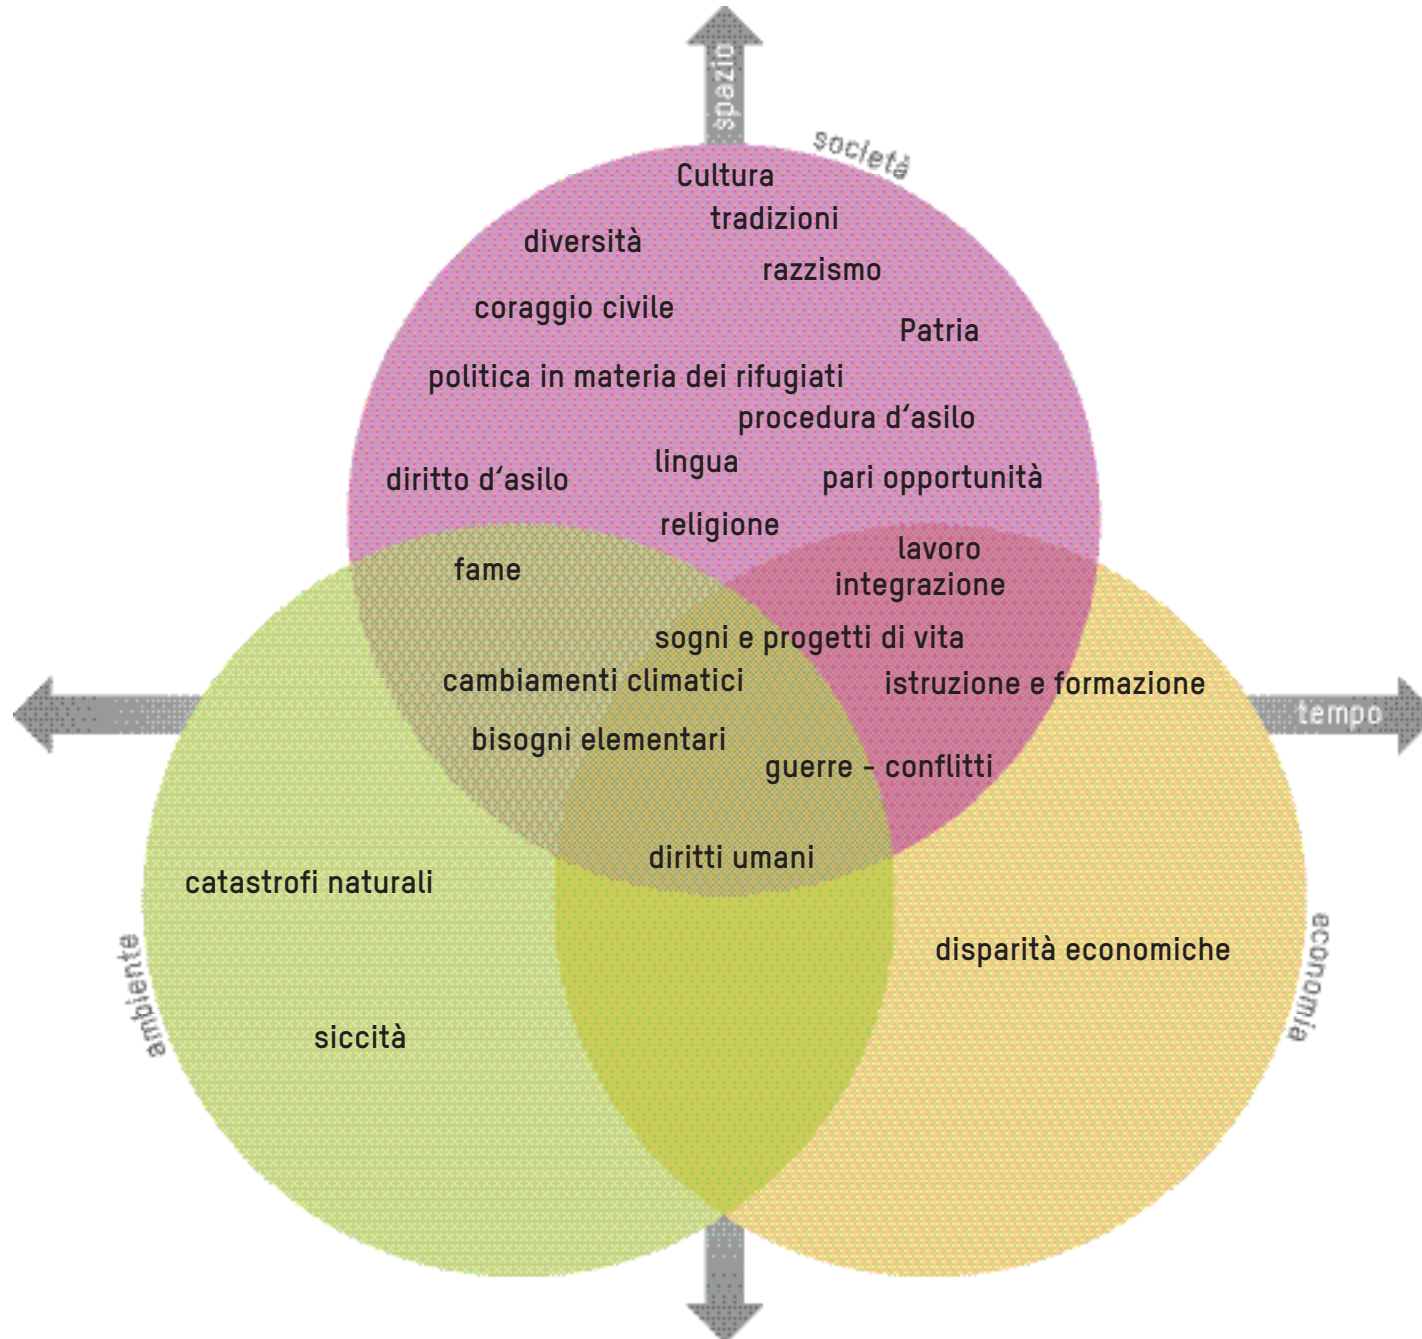 spazio
società
Cultura
tradizioni
diversità
razzismo
coraggio civile
Patria
politica in materia dei rifugiati
procedura d‘asilo
lingua
diritto d‘asilo
pari opportunità
religione
lavoro
fame
integrazione
sogni e progetti di vita
cambiamenti climatici
istruzione e formazione
tempo
bisogni elementari
guerre - conflitti
diritti umani
catastrofi naturali
disparità economiche
ambiente
economia
siccità